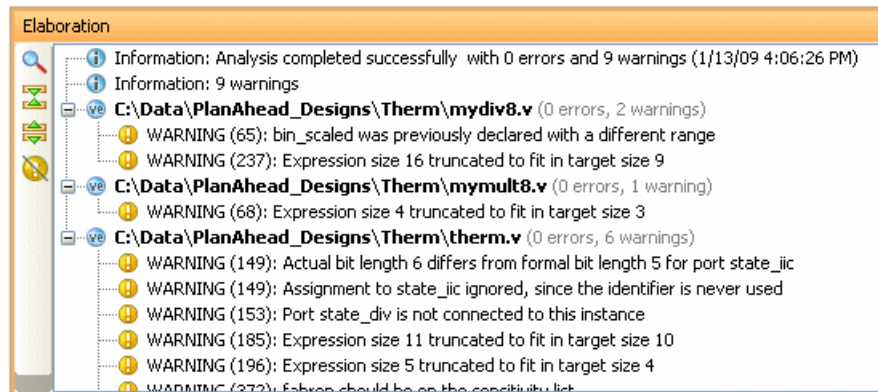 Elaboration
Information: Analysis completed successfully with 0 errors and 9 warnings (1/13/09 4:06:26 PM)
Information: 9 warnings
C:\Data\PlanAhead_Designs\Therm\mydiv8.v (0 errors, 2 warnings)
WARNING (65): bin_scaled was previously declared with a different range
WARNING (237): Expression size 16 truncated to fit in target size 9
C:\Data\PlanAhead_Designs\Therm\mymult8.v (0 errors, 1 warning)
WARNING (68): Expression size 4 truncated to fit in target size 3
C:\Data\PlanAhead_Designs\Therm\therm.v (0 errors, 6 warnings)
WARNING (149): Actual bit length 6 differs from formal bit length 5 for port state_iic
WARNING (149): Assignment to state_iic ignored, since the identifier is never used
WARNING (153): Port state_div is not connected to this instance
WARNING (185): Expression size 11 truncated to fit in target size 10
WARNING (196): Expression size 5 truncated to fit in target size 4
WARNING should be on the sensitivity list